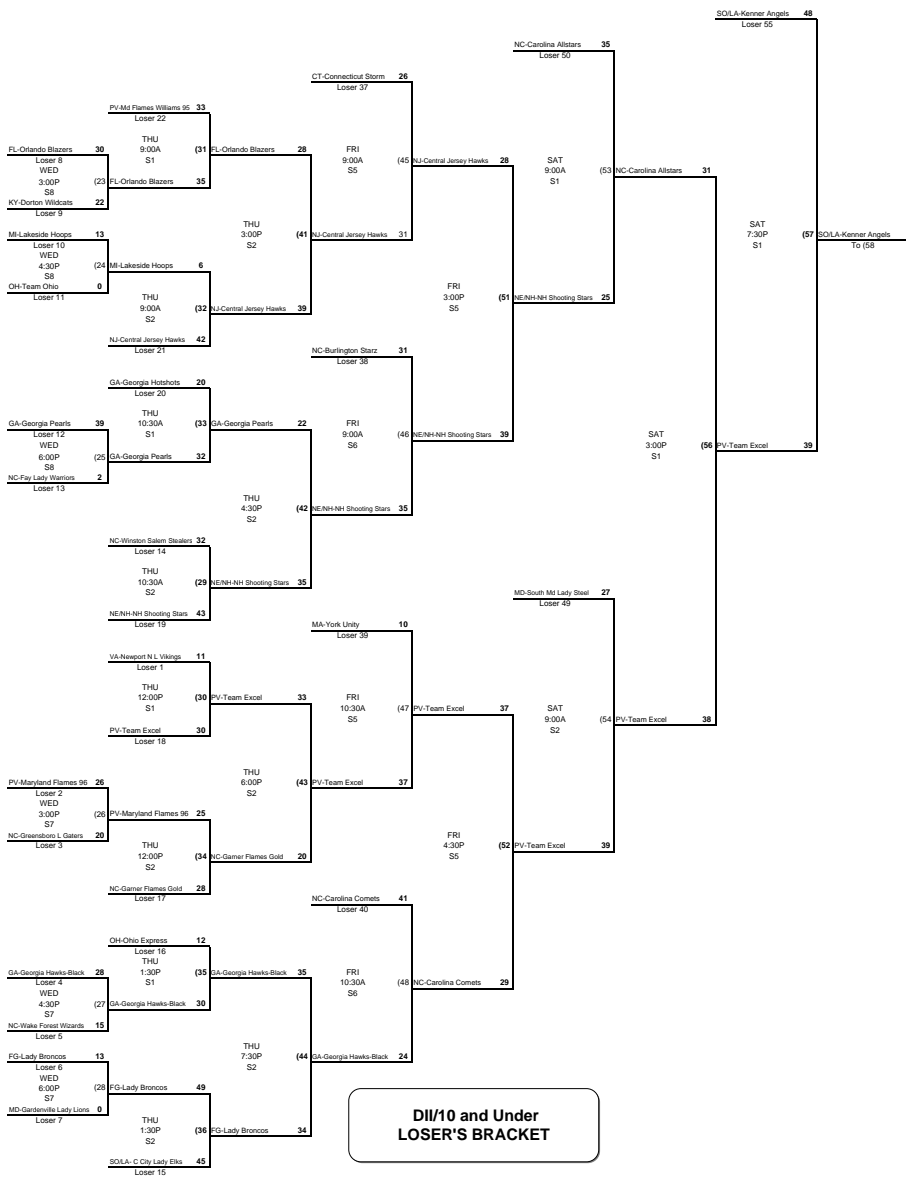 SO/LA-Kenner Angels 48
Loser 55
NC-Carolina Allstars 35
Loser 50
CT-Connecticut Storm 26
Loser 37
PV-Md Flames Williams 95 33
Loser 22
THU
9:00A
S1
(31 FL-Orlando Blazers 28
FL-Orlando Blazers 30
Loser 8
WED
3:00P
S8
(23 FL-Orlando Blazers 35
KY-Dorton Wildcats 22
Loser 9
FRI
9:00A
S5
(45 NJ-Central Jersey Hawks 28
SAT
9:00A
S1
(53 NC-Carolina Allstars 31
THU
3:00P
S2
(41 NJ-Central Jersey Hawks 31
SAT
7:30P
S1
(57 SO/LA-Kenner Angels
To (58
MI-Lakeside Hoops 13
Loser 10
WED
4:30P
S8
(24 MI-Lakeside Hoops 6
OH-Team Ohio 0
Loser 11
THU
9:00A
S2
(32 NJ-Central Jersey Hawks 39
NJ-Central Jersey Hawks 42
Loser 21
FRI
3:00P
S5
(51 NE/NH-NH Shooting Stars 25
NC-Burlington Starz 31
Loser 38
GA-Georgia Hotshots 20
Loser 20
THU
10:30A
S1
(33 GA-Georgia Pearls 22
GA-Georgia Pearls 39
Loser 12
WED
6:00P
S8
(25 GA-Georgia Pearls 32
NC-Fay Lady Warriors 2
Loser 13
FRI
9:00A
S6
(46 NE/NH-NH Shooting Stars 39
SAT
3:00P
S1
(56 PV-Team Excel 39
THU
4:30P
S2
(42 NE/NH-NH Shooting Stars 35
NC-Winston Salem Stealers 32
Loser 14
THU
10:30A
S2
(29 NE/NH-NH Shooting Stars 35
NE/NH-NH Shooting Stars 43
Loser 19
MD-South Md Lady Steel 27
Loser 49
MA-York Unity 10
Loser 39
VA-Newport N L Vikings 11
Loser 1
THU
12:00P
S1
(30 PV-Team Excel 33
PV-Team Excel 30
Loser 18
FRI
10:30A
S5
(47 PV-Team Excel 37
SAT
9:00A
S2
(54 PV-Team Excel 38
THU
6:00P
S2
(43 PV-Team Excel 37
PV-Maryland Flames 96 26
Loser 2
WED
3:00P
S7
(26 PV-Maryland Flames 96 25
NC-Greensboro L Gaters 20
Loser 3
THU
12:00P
S2
(34 NC-Garner Flames Gold 20
NC-Garner Flames Gold 28
Loser 17
FRI
4:30P
S5
(52 PV-Team Excel 39
NC-Carolina Comets 41
Loser 40
OH-Ohio Express 12
Loser 16
THU
1:30P
S1
(35 GA-Georgia Hawks-Black 35
GA-Georgia Hawks-Black 28
Loser 4
WED
4:30P
S7
(27 GA-Georgia Hawks-Black 30
NC-Wake Forest Wizards 15
Loser 5
FRI
10:30A
S6
(48 NC-Carolina Comets 29
THU
7:30P
S2
(44 GA-Georgia Hawks-Black 24
FG-Lady Broncos 13
Loser 6
WED
6:00P
S7
(28 FG-Lady Broncos 49
MD-Gardenville Lady Lions 0
Loser 7
THU
1:30P
S2
(36 FG-Lady Broncos 34
SO/LA- C City Lady Elks 45
Loser 15
DII/10 and Under
LOSER'S BRACKET